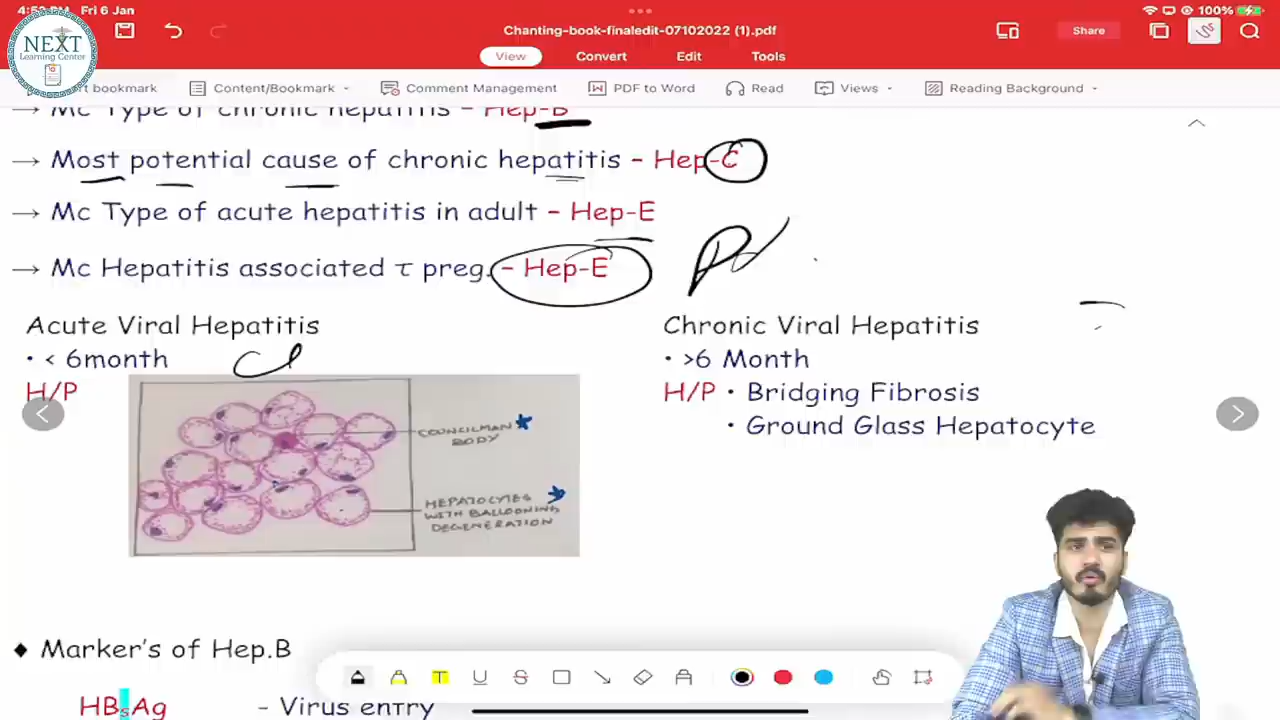 4:53 PM Fri 6 Jan
100%
NEXT
Learning Center
Chanting-book-finaledit-07102022 (1).pdf
Share
View Convert Edit Tools
bookmark Content/Bookmark Comment Management PDF to Word Read Views Reading Background
→ Mc Type of chronic hepatitis – Hep-B
→ Most potential cause of chronic hepatitis – Hep-C
→ Mc Type of acute hepatitis in adult – Hep-E
→ Mc Hepatitis associated τ preg. – Hep-E
Acute Viral Hepatitis
• < 6month
H/P
COUNCILMAN
BODY
HEPATOCYTES
WITH BALLOONING
DEGENERATION
Chronic Viral Hepatitis
• >6 Month
H/P • Bridging Fibrosis
• Ground Glass Hepatocyte
◆ Marker's of Hep.B
HBsAg – Virus entry